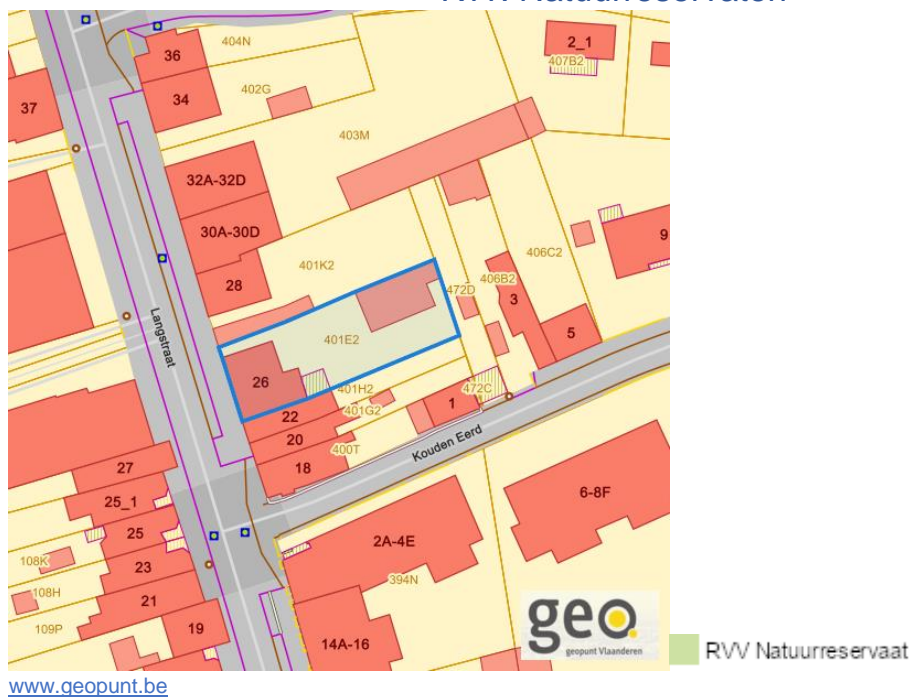 RVV Natuurreservaten
36
404N
2_1
407B2
37
34
402G
403M
32A-32D
30A-30D
401K2
406C2
9
28
472D
406B2
3
Langstraat
401E2
5
26
401H2
472C
22
401G2
1
20
400T
Kouden Eerd
18
27
6-8F
25_1
25
2A-4E
108K
23
394N
108H
21
109P
19
14A-16
geo.
geopunt Vlaanderen
RVV Natuurreservaat
www.geopunt.be